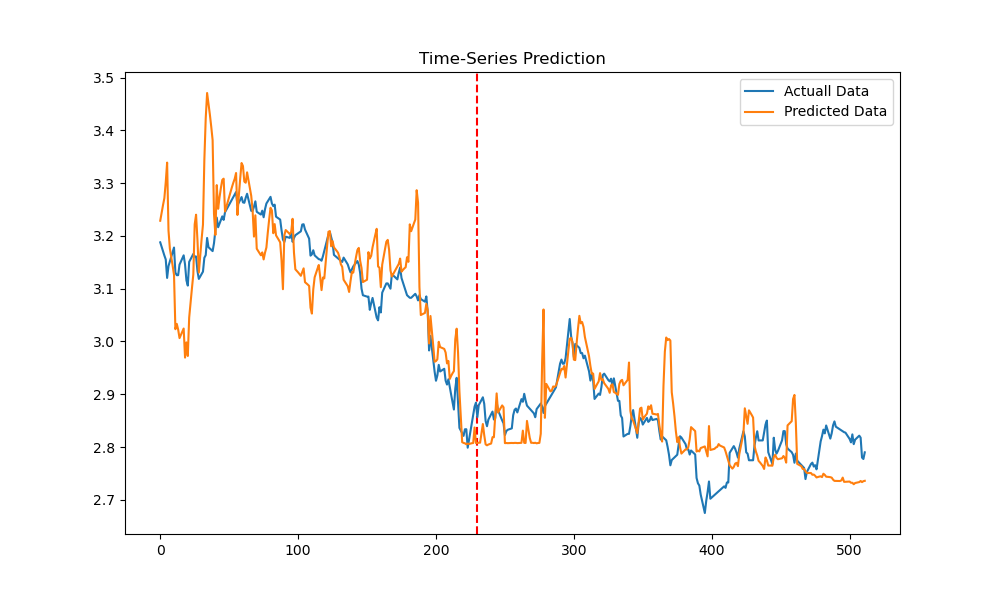 Time-Series Prediction
Actuall Data
Predicted Data
3.5
3.4
3.3
3.2
3.1
3.0
2.9
2.8
2.7
0 100 200 300 400 500